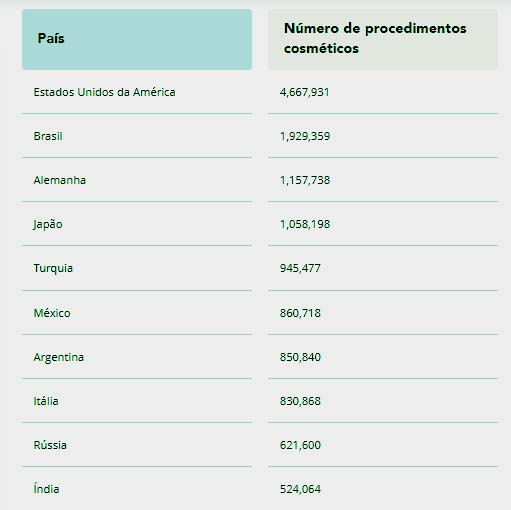 País Número de procedimentos
cosméticos
Estados Unidos da América 4,667,931
Brasil 1,929,359
Alemanha 1,157,738
Japão 1,058,198
Turquia 945,477
México 860,718
Argentina 850,840
Itália 830,868
Rússia 621,600
Índia 524,064